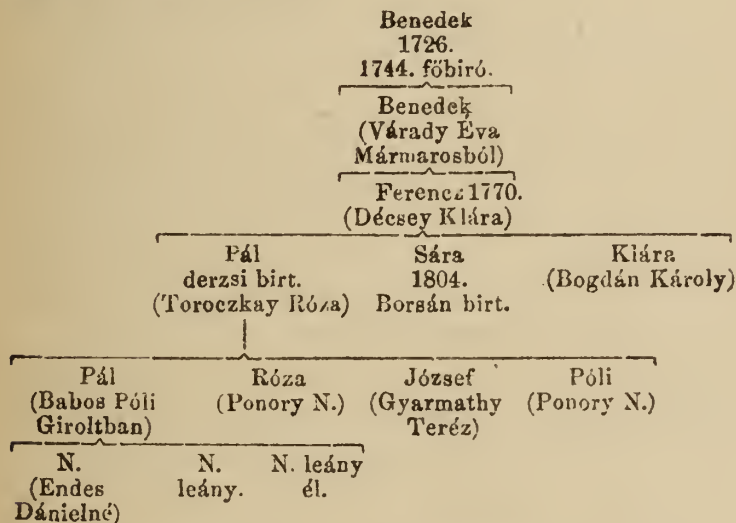 Benedek
1726.
1744. főbiró.
Benedek
(Várady Éva
Mármarosból)
Ferencz 1770.
(Décsey Klára)
Pál Sára Klára
derzsi birt. 1804. (Bogdán Károly)
(Toroczkay Róza) Borsán birt.
Pál Róza József Póli
(Babos Póli (Ponory N.) (Gyarmathy (Ponory N.)
Giroltban) Teréz)
N. N. N. leány
(Endes leány. él.
Dánielné)